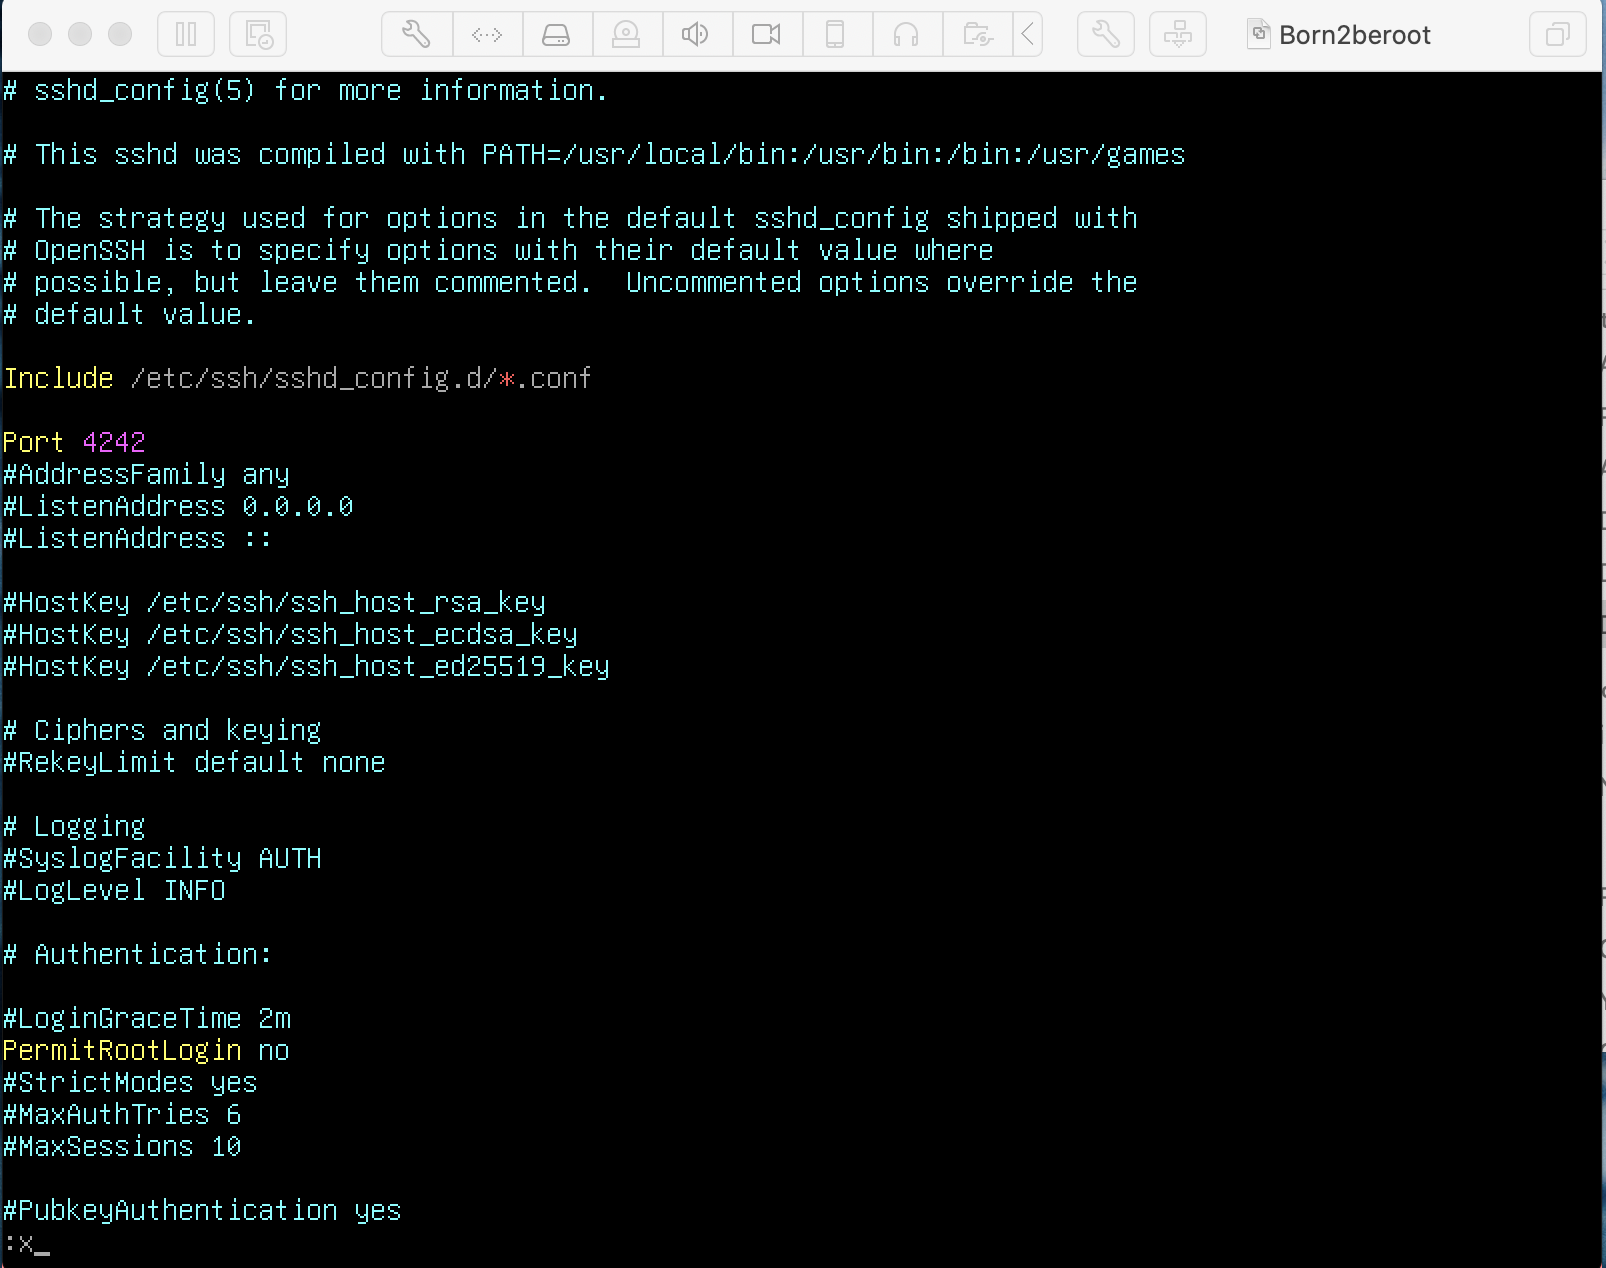 Born2beroot
# sshd_config(5) for more information.
# This sshd was compiled with PATH=/usr/local/bin:/usr/bin:/bin:/usr/games
# The strategy used for options in the default sshd_config shipped with
# OpenSSH is to specify options with their default value where
# possible, but leave them commented.  Uncommented options override the
# default value.
Include /etc/ssh/sshd_config.d/*.conf
Port 4242
#AddressFamily any
#ListenAddress 0.0.0.0
#ListenAddress ::
#HostKey /etc/ssh/ssh_host_rsa_key
#HostKey /etc/ssh/ssh_host_ecdsa_key
#HostKey /etc/ssh/ssh_host_ed25519_key
# Ciphers and keying
#RekeyLimit default none
# Logging
#SyslogFacility AUTH
#LogLevel INFO
# Authentication:
#LoginGraceTime 2m
PermitRootLogin no
#StrictModes yes
#MaxAuthTries 6
#MaxSessions 10
#PubkeyAuthentication yes
:x